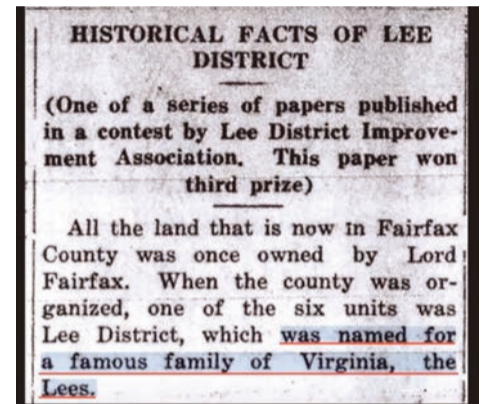 HISTORICAL FACTS OF LEE
DISTRICT
(One of a series of papers published
in a contest by Lee District Improve-
ment Association. This paper won
third prize)
All the land that is now in Fairfax
County was once owned by Lord
Fairfax. When the county was or-
ganized, one of the six units was
Lee District, which was named for
a famous family of Virginia, the
Lees.